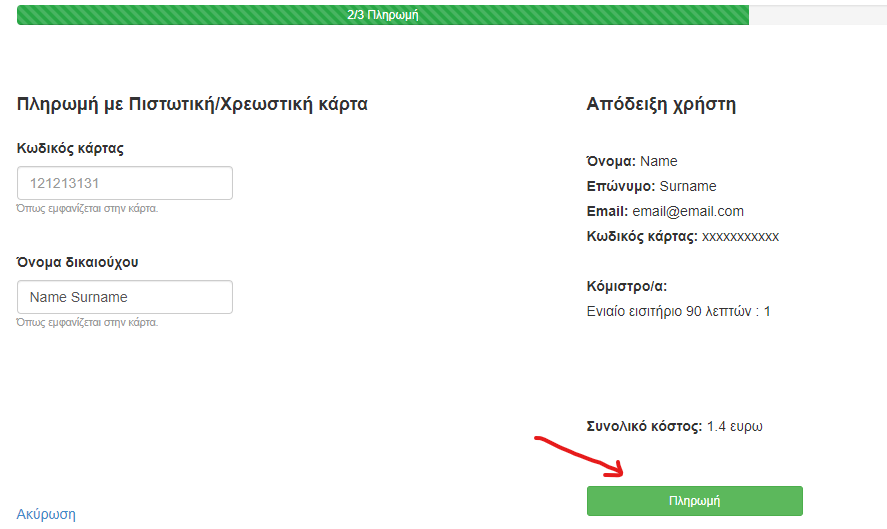 2/3 Πληρωμή
Πληρωμή με Πιστωτική/Χρεωστική κάρτα
Κωδικός κάρτας
121213131
Όπως εμφανίζεται στην κάρτα.
Όνομα δικαιούχου
Name Surname
Όπως εμφανίζεται στην κάρτα.
Ακύρωση
Απόδειξη χρήστη
Όνομα: Name
Επώνυμο: Surname
Email: email@email.com
Κωδικός κάρτας: xxxxxxxxxxx
Κόμιστρο/α:
Ενιαίο εισιτήριο 90 λεπτών : 1
Συνολικό κόστος: 1.4 ευρω
Πληρωμή